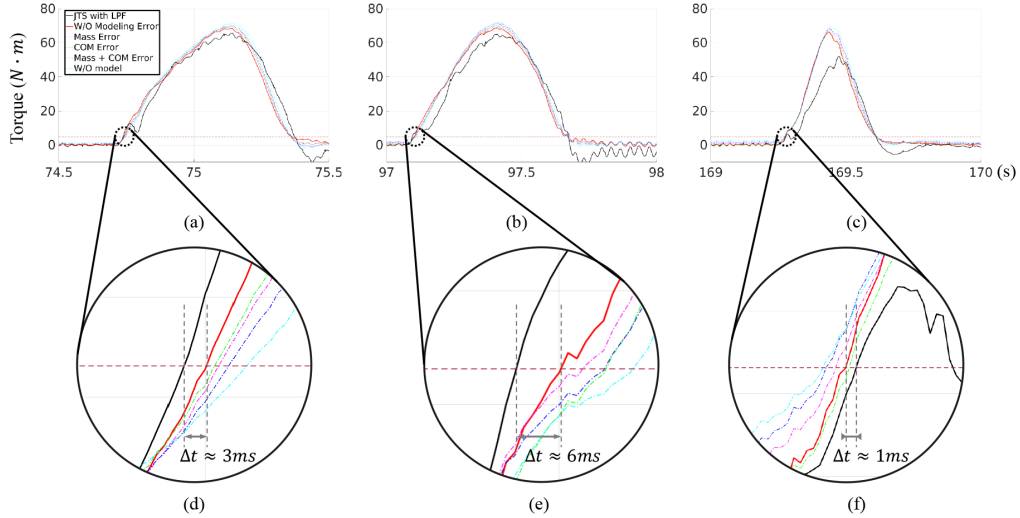 JTS with LPF
W/O Modeling Error
Mass Error
COM Error
Mass + COM Error
W/O model
Torque (N · m)
80
60
40
20
0
74.5 75 75.5
(a)
80
60
40
20
0
97 97.5 98
(b)
80
60
40
20
0
169 169.5 170 (s)
(c)
Δt ≈ 3ms
(d)
Δt ≈ 6ms
(e)
Δt ≈ 1ms
(f)